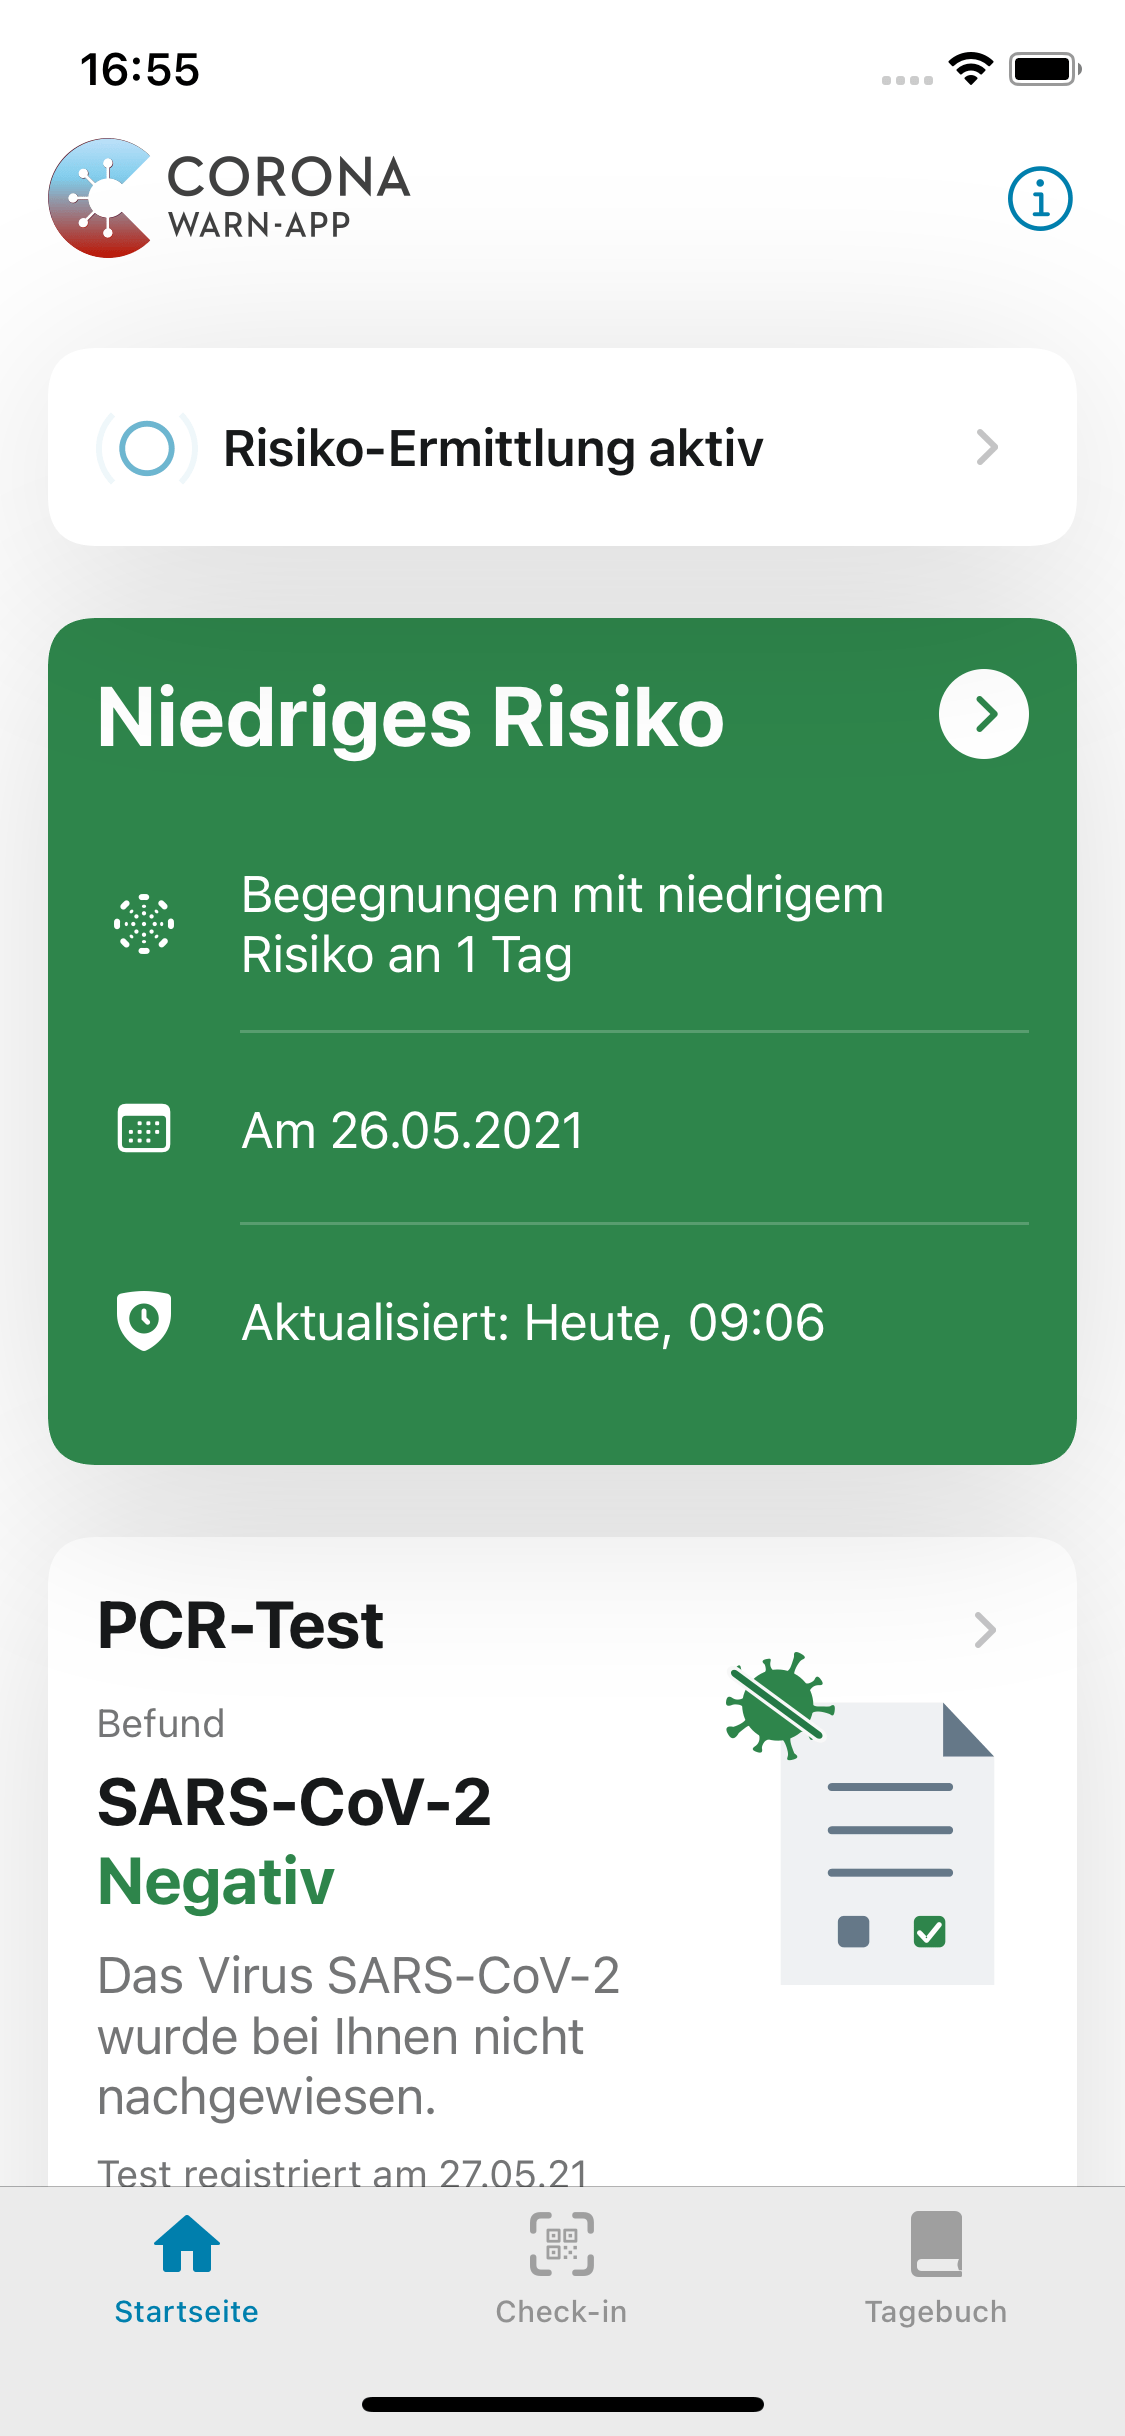 16:55
CORONA
WARN-APP
Risiko-Ermittlung aktiv
Niedriges Risiko
Begegnungen mit niedrigem
Risiko an 1 Tag
Am 26.05.2021
Aktualisiert: Heute, 09:06
PCR-Test
Befund
SARS-CoV-2
Negativ
Das Virus SARS-CoV-2
wurde bei Ihnen nicht
nachgewiesen.
Test registriert am 27.05.21
Startseite
Check-in
Tagebuch